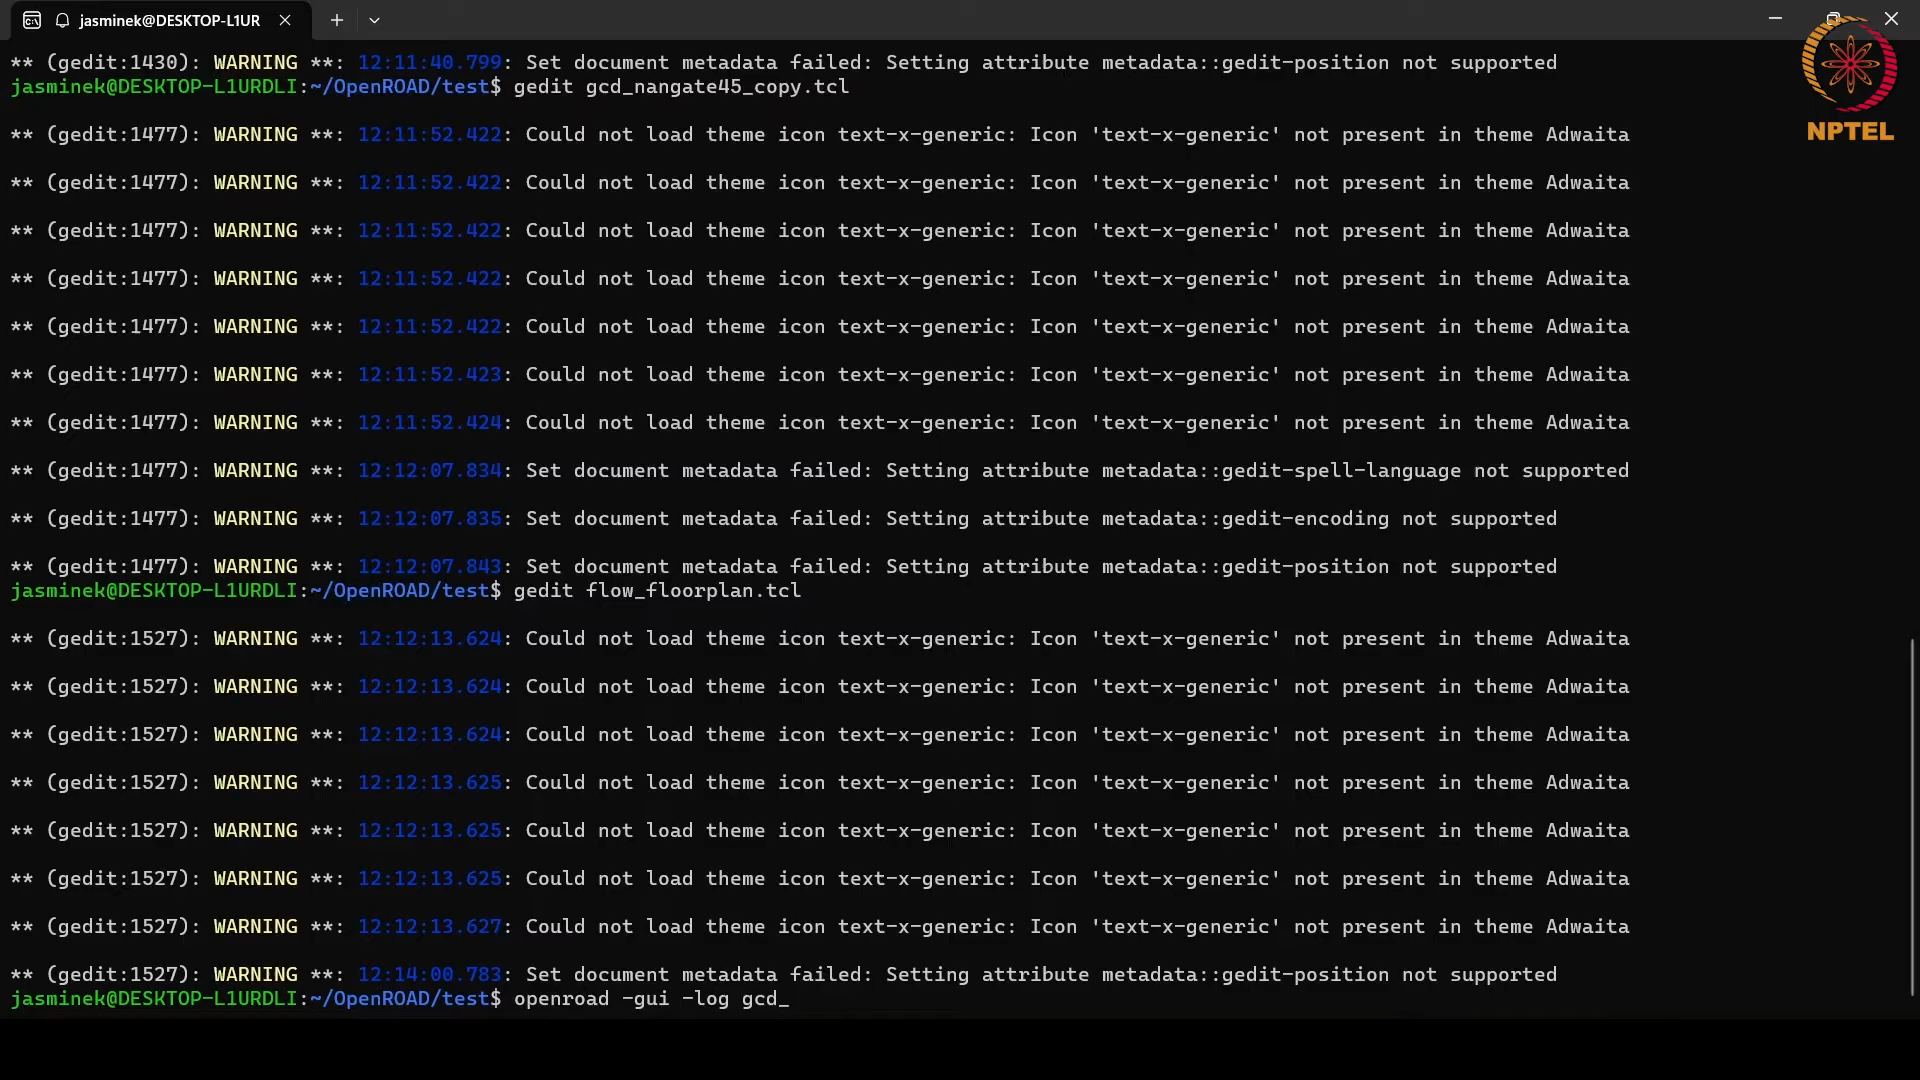 jasminek@DESKTOP-L1UR
** (gedit:1430): WARNING **: 12:11:40.799: Set document metadata failed: Setting attribute metadata::gedit-position not supported
jasminek@DESKTOP-L1URDLI:~/OpenROAD/test$ gedit gcd_nangate45_copy.tcl
** (gedit:1477): WARNING **: 12:11:52.422: Could not load theme icon text-x-generic: Icon 'text-x-generic' not present in theme Adwaita
** (gedit:1477): WARNING **: 12:11:52.422: Could not load theme icon text-x-generic: Icon 'text-x-generic' not present in theme Adwaita
** (gedit:1477): WARNING **: 12:11:52.422: Could not load theme icon text-x-generic: Icon 'text-x-generic' not present in theme Adwaita
** (gedit:1477): WARNING **: 12:11:52.422: Could not load theme icon text-x-generic: Icon 'text-x-generic' not present in theme Adwaita
** (gedit:1477): WARNING **: 12:11:52.422: Could not load theme icon text-x-generic: Icon 'text-x-generic' not present in theme Adwaita
** (gedit:1477): WARNING **: 12:11:52.423: Could not load theme icon text-x-generic: Icon 'text-x-generic' not present in theme Adwaita
** (gedit:1477): WARNING **: 12:11:52.424: Could not load theme icon text-x-generic: Icon 'text-x-generic' not present in theme Adwaita
** (gedit:1477): WARNING **: 12:12:07.834: Set document metadata failed: Setting attribute metadata::gedit-spell-language not supported
** (gedit:1477): WARNING **: 12:12:07.835: Set document metadata failed: Setting attribute metadata::gedit-encoding not supported
** (gedit:1477): WARNING **: 12:12:07.843: Set document metadata failed: Setting attribute metadata::gedit-position not supported
jasminek@DESKTOP-L1URDLI:~/OpenROAD/test$ gedit flow_floorplan.tcl
** (gedit:1527): WARNING **: 12:12:13.624: Could not load theme icon text-x-generic: Icon 'text-x-generic' not present in theme Adwaita
** (gedit:1527): WARNING **: 12:12:13.624: Could not load theme icon text-x-generic: Icon 'text-x-generic' not present in theme Adwaita
** (gedit:1527): WARNING **: 12:12:13.624: Could not load theme icon text-x-generic: Icon 'text-x-generic' not present in theme Adwaita
** (gedit:1527): WARNING **: 12:12:13.625: Could not load theme icon text-x-generic: Icon 'text-x-generic' not present in theme Adwaita
** (gedit:1527): WARNING **: 12:12:13.625: Could not load theme icon text-x-generic: Icon 'text-x-generic' not present in theme Adwaita
** (gedit:1527): WARNING **: 12:12:13.625: Could not load theme icon text-x-generic: Icon 'text-x-generic' not present in theme Adwaita
** (gedit:1527): WARNING **: 12:12:13.627: Could not load theme icon text-x-generic: Icon 'text-x-generic' not present in theme Adwaita
** (gedit:1527): WARNING **: 12:14:00.783: Set document metadata failed: Setting attribute metadata::gedit-position not supported
jasminek@DESKTOP-L1URDLI:~/OpenROAD/test$ openroad -gui -log gcd_
NPTEL